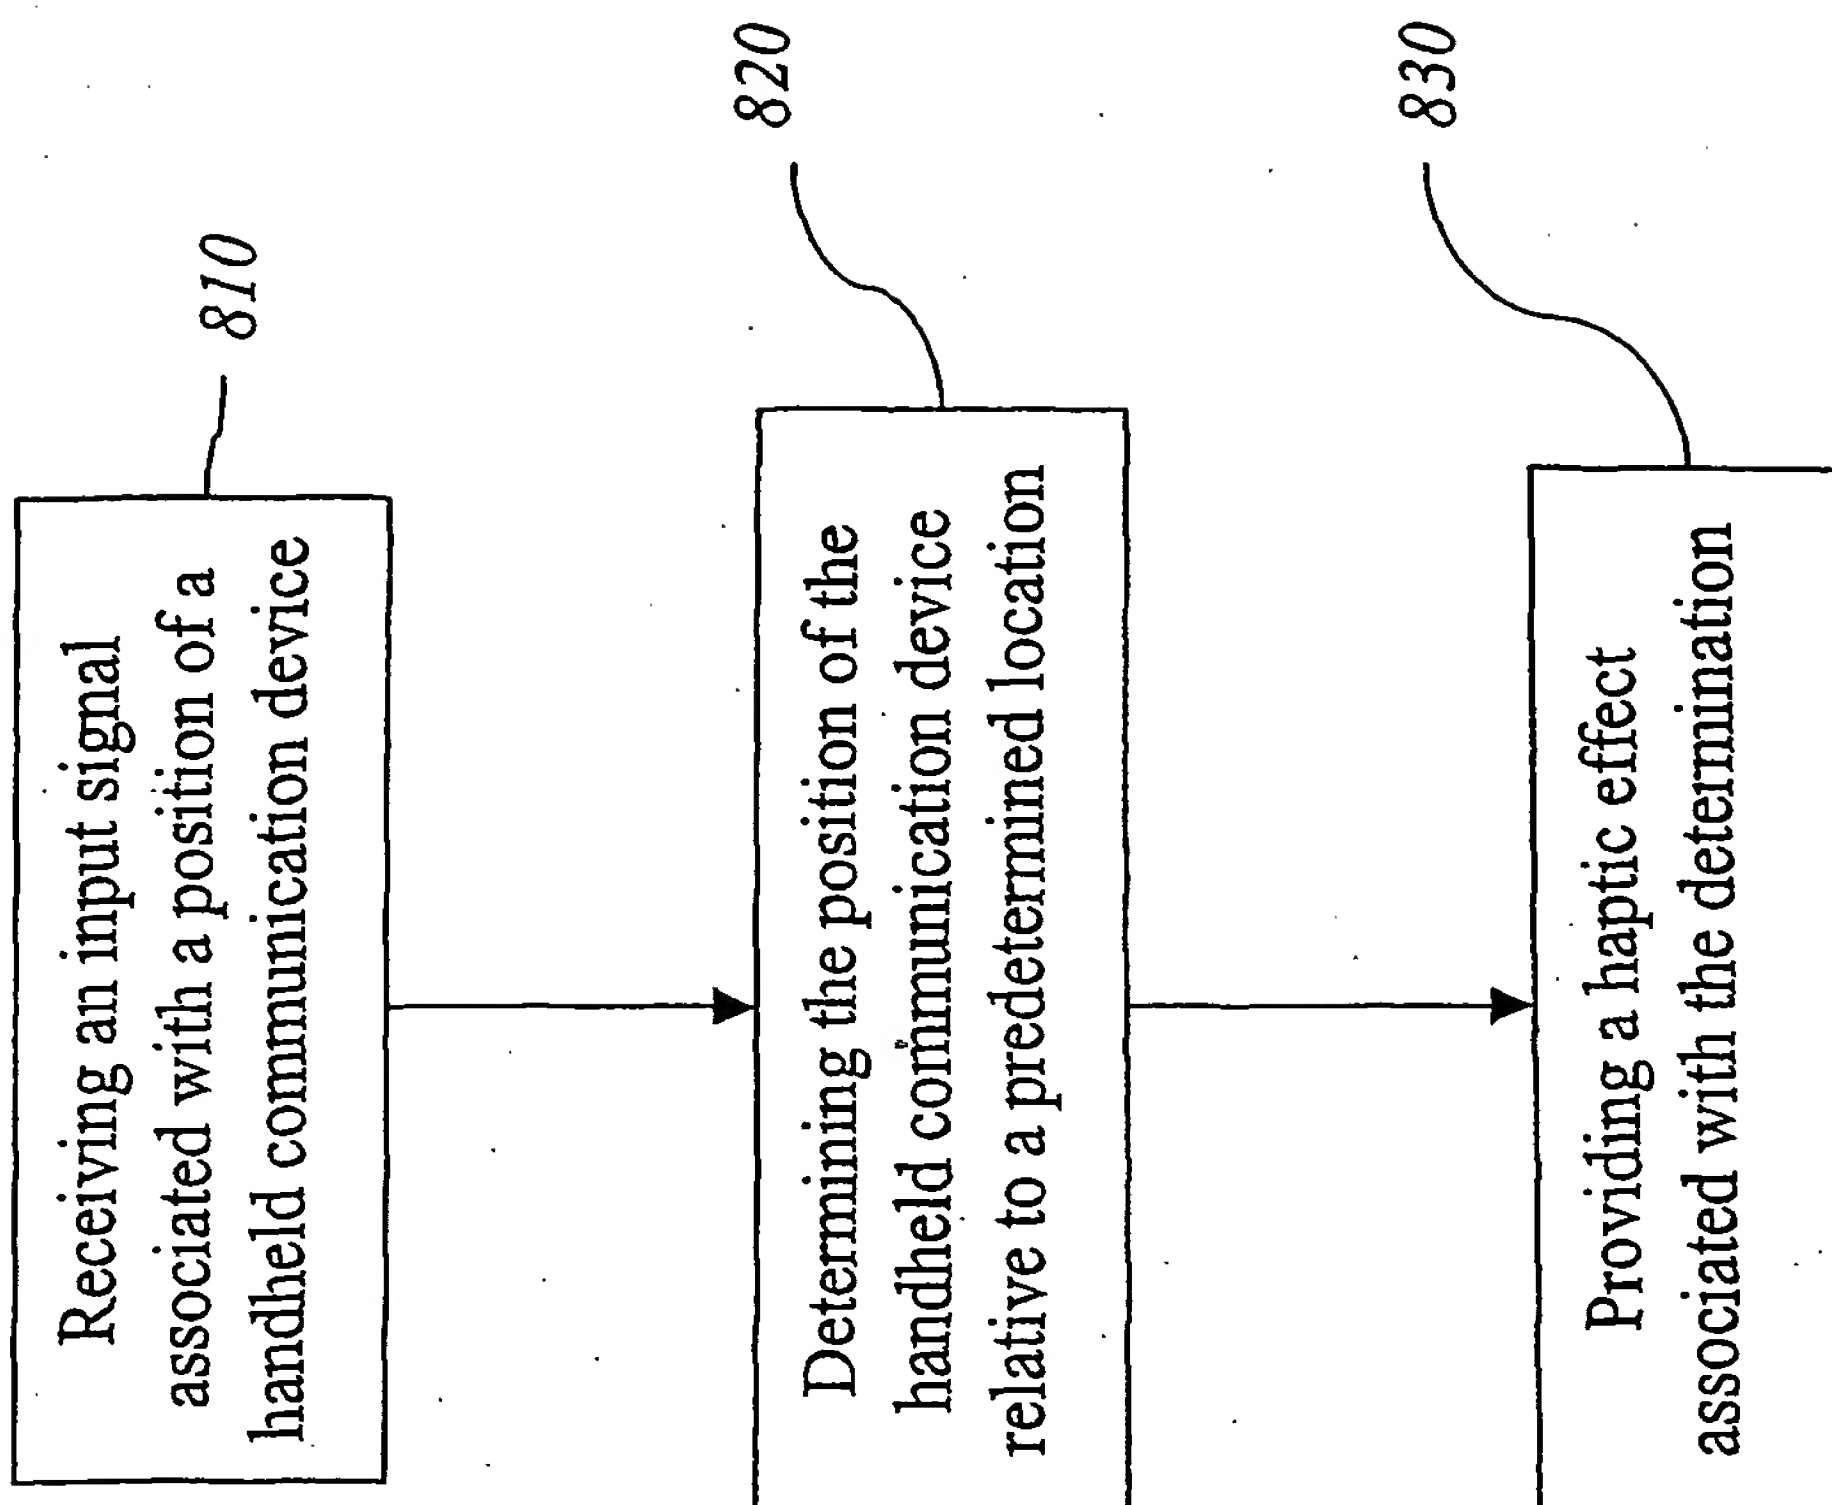 Receiving an input signal
associated with a position of a
handheld communication device
810
Determining the position of the
handheld communication device
relative to a predetermined location
820
Providing a haptic effect
associated with the determination
830